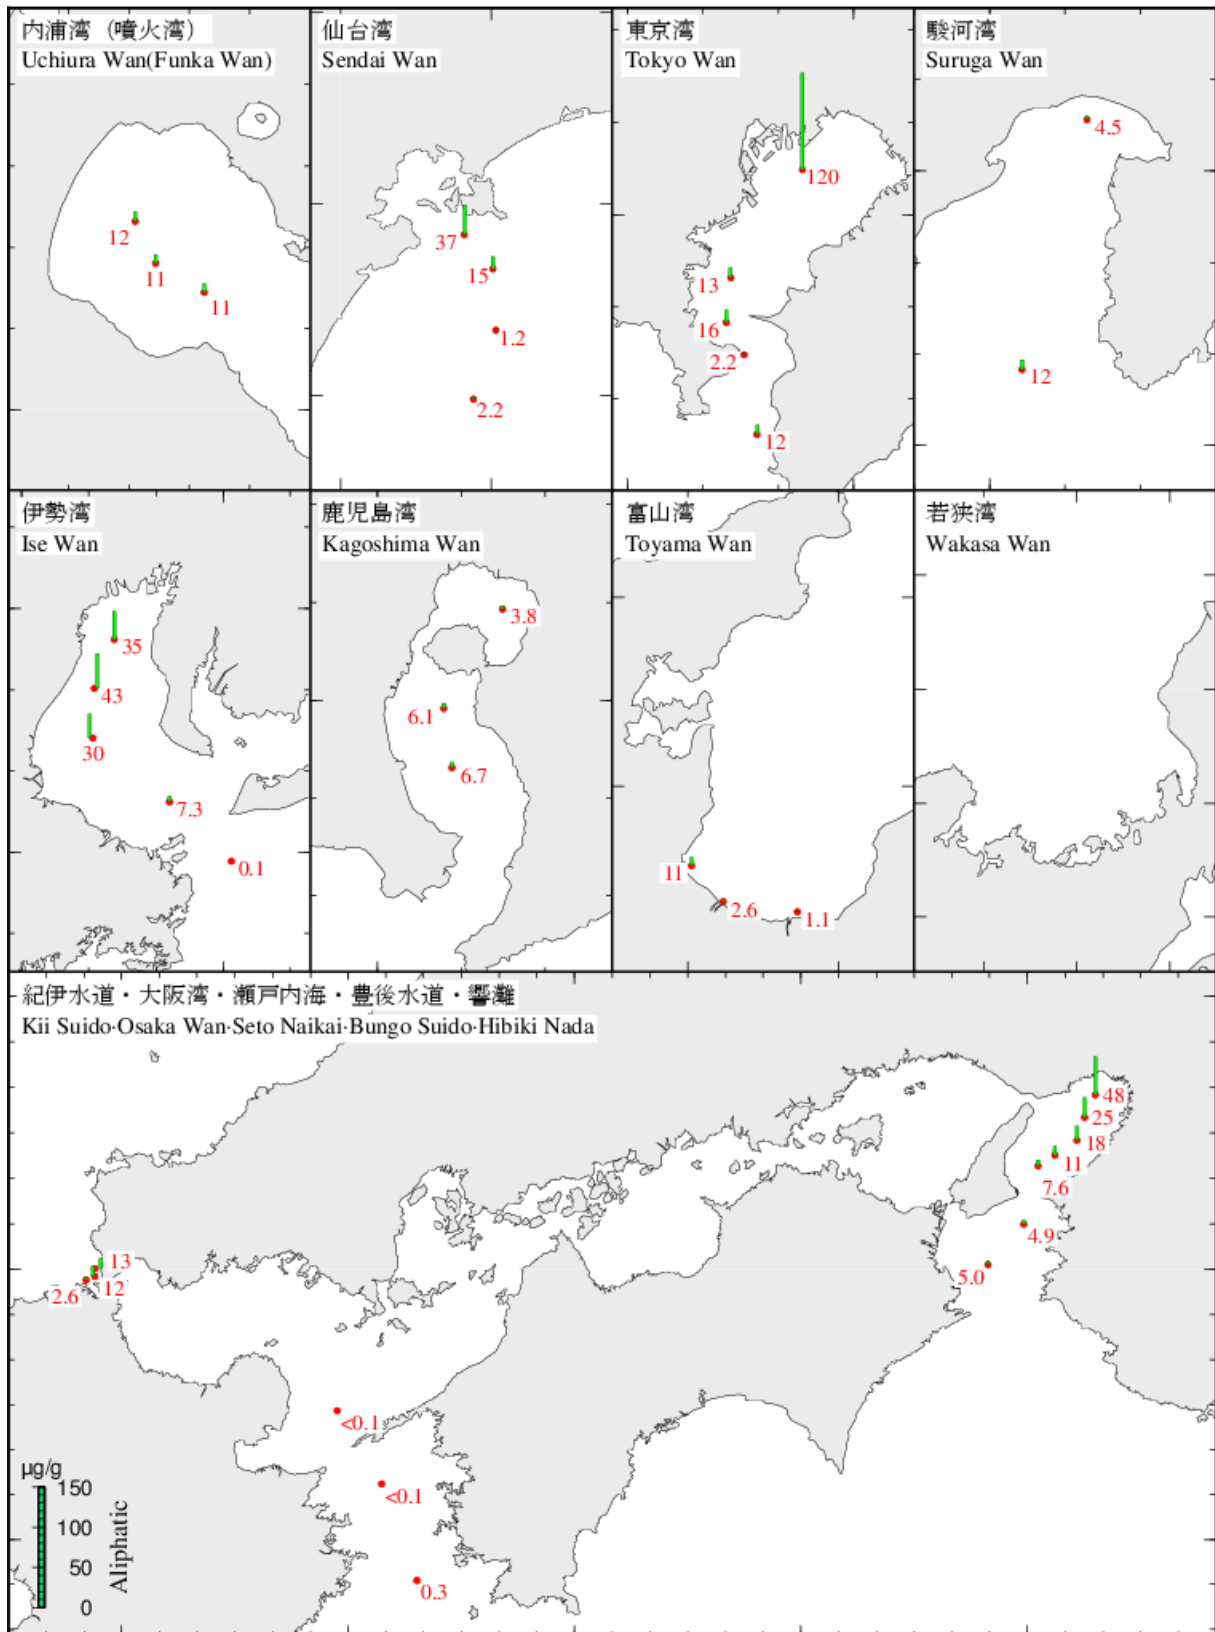 内浦湾（噴火湾）
Uchiura Wan(Funka Wan)
12
11
11
仙台湾
Sendai Wan
37
15
1.2
2.2
東京湾
Tokyo Wan
120
13
16
2.2
12
駿河湾
Suruga Wan
4.5
12
伊勢湾
Ise Wan
35
43
30
7.3
0.1
鹿児島湾
Kagoshima Wan
3.8
6.1
6.7
富山湾
Toyama Wan
11
2.6
1.1
若狭湾
Wakasa Wan
紀伊水道・大阪湾・瀬戸内海・豊後水道・響灘
Kii Suido·Osaka Wan·Seto Naikai·Bungo Suido·Hibiki Nada
48
25
18
11
7.6
4.9
5.0
13
12
2.6
<0.1
<0.1
0.3
µg/g
150
100
50
0
Aliphatic